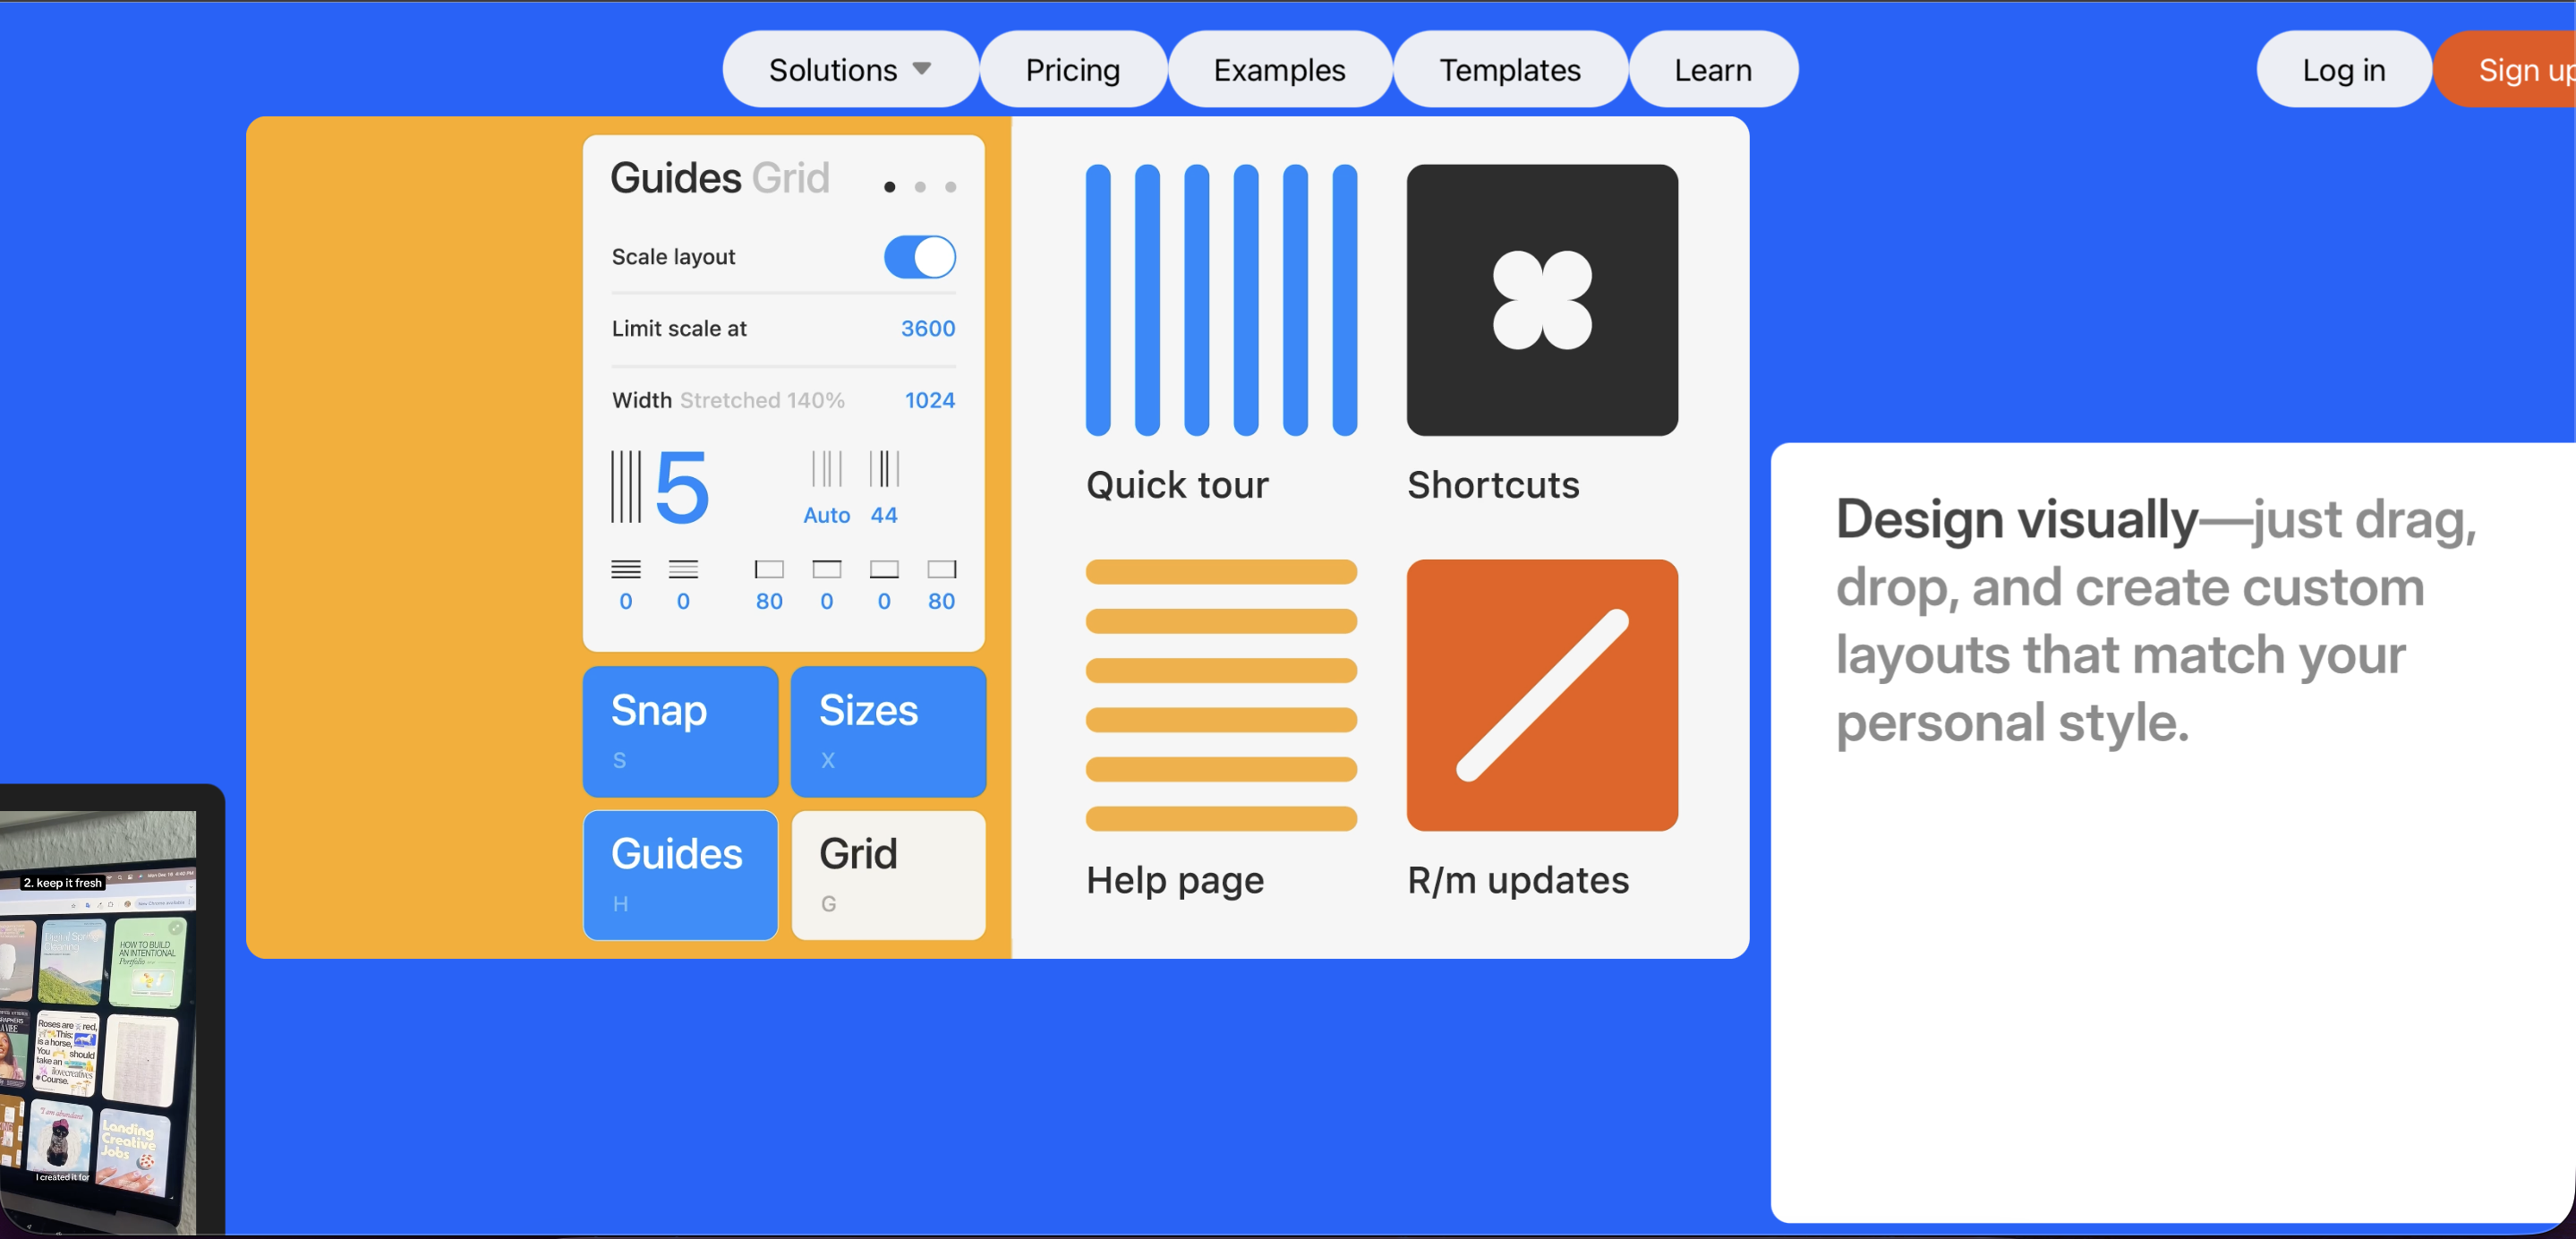 Solutions
Pricing
Examples
Templates
Learn
Log in
Sign up
Guides Grid
Scale layout
Limit scale at 3600
Width Stretched 140% 1024
5
Auto 44
0 0 80 0 0 80
Snap
S
Sizes
X
Guides
H
Grid
G
Quick tour
Shortcuts
Help page
R/m updates
Design visually—just drag,
drop, and create custom
layouts that match your
personal style.
2. keep it fresh
HOW TO BUILD
AN INTENTIONAL
Portfolio
Roses are red,
This
is a horse,
You should
take an
ilovecreatives
Course.
"I am abundant"
Landing
Creative
Jobs
I created it for